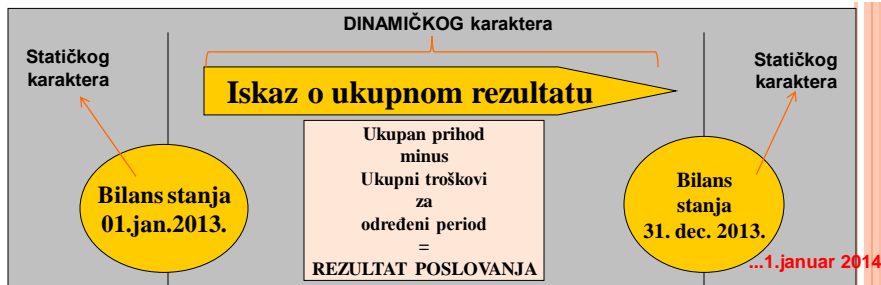 DINAMIČKOG karaktera
Statičkog
karaktera
Statičkog
karaktera
Iskaz o ukupnom rezultatu
Ukupan prihod
minus
Ukupni troškovi
za
određeni period
=
REZULTAT POSLOVANJA
Bilans stanja
01.jan.2013.
Bilans
stanja
31. dec. 2013.
...1.januar 2014